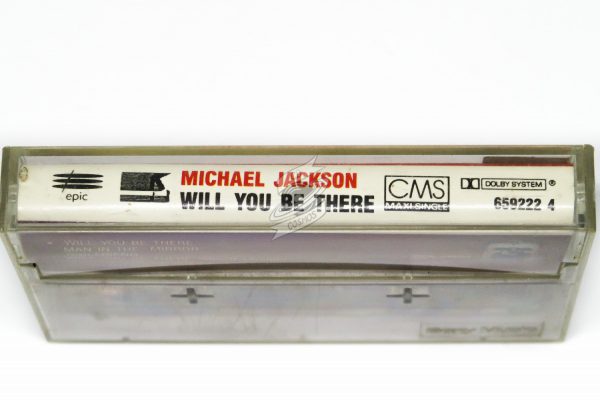 epic
MICHAEL JACKSON
WILL YOU BE THERE
CMS
MAXI SINGLE
DOLBY SYSTEM ®
659222 4
COSMOS
WILL YOU BE THERE
MAN IN THE MIRROR